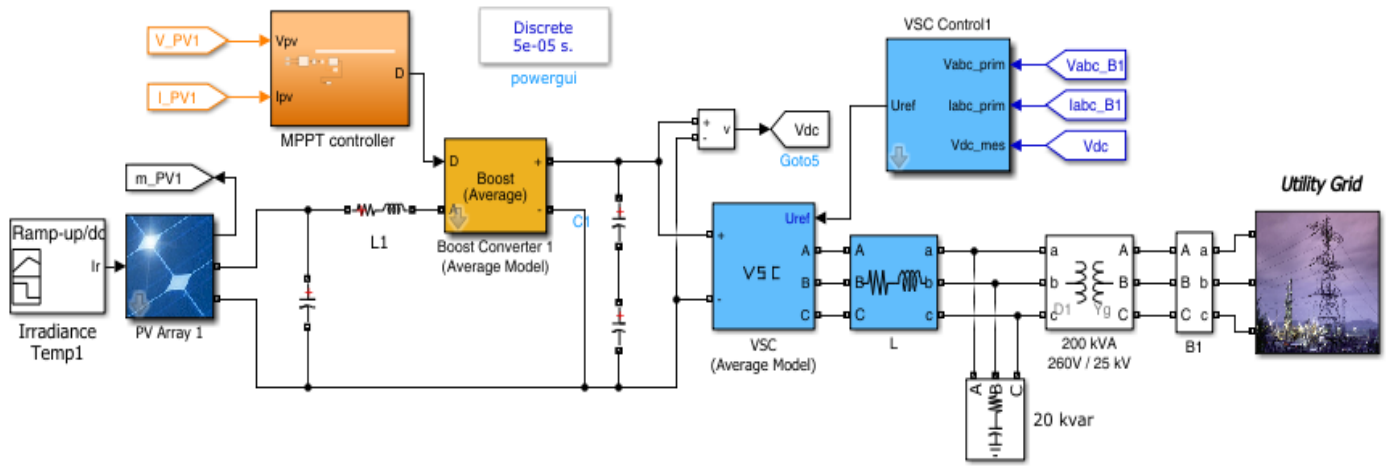 V_PV1
I_PV1
Vpv
Ipv
D
MPPT controller
Discrete
5e-05 s.
powergui
VSC Control1
Vabc_prim
Uref
Iabc_prim
Vdc_mes
Vabc_B1
Iabc_B1
Vdc
+
-
v
Vdc
Goto5
m_PV1
Ramp-up/do
Ir
Irradiance
Temp1
PV Array 1
L1
D
+
Boost
(Average)
A
-
Boost Converter 1
(Average Model)
C1
Uref
+
-
VSC
A
B
C
VSC
(Average Model)
A
B
C
a
b
c
L
A
B
C
20 kvar
a
b
c
D1
Yg
A
B
C
200 kVA
260V / 25 kV
A
B
C
a
b
c
B1
Utility Grid